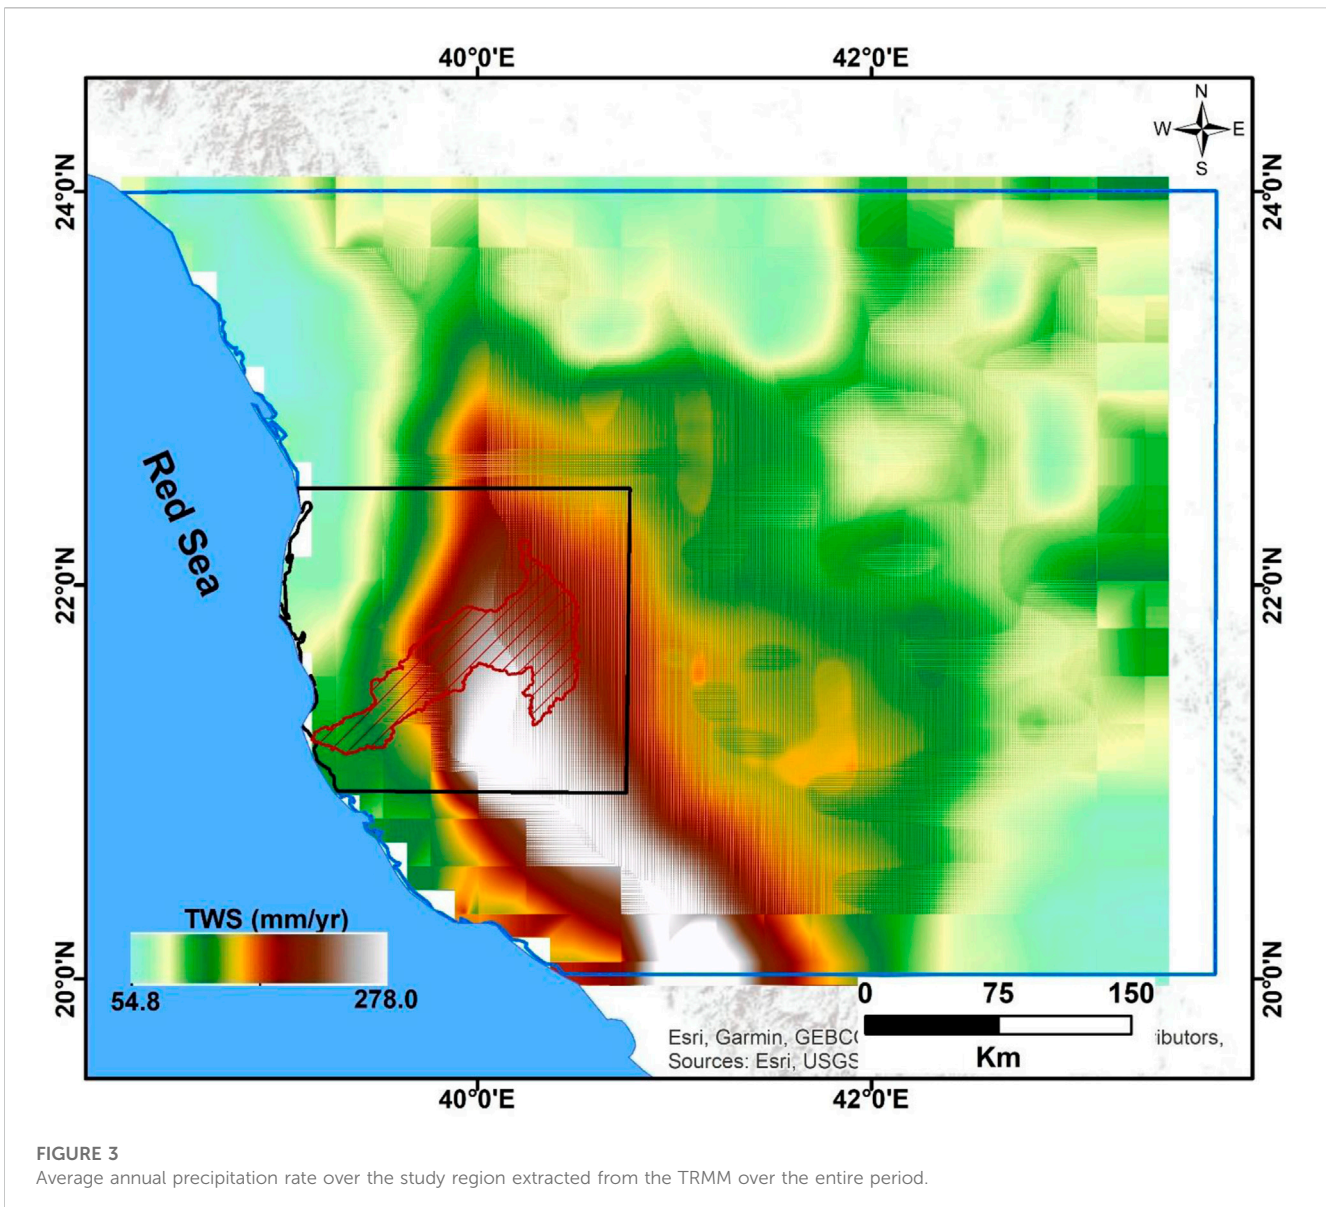 40°0'E 42°0'E
N
W E
S
24°0'N 24°0'N
Red Sea
22°0'N 22°0'N
TWS (mm/yr)
54.8 278.0
20°0'N 20°0'N
0 75 150
Km
Esri, Garmin, GEBC ibutors,
Sources: Esri, USGS
40°0'E 42°0'E
FIGURE 3
Average annual precipitation rate over the study region extracted from the TRMM over the entire period.